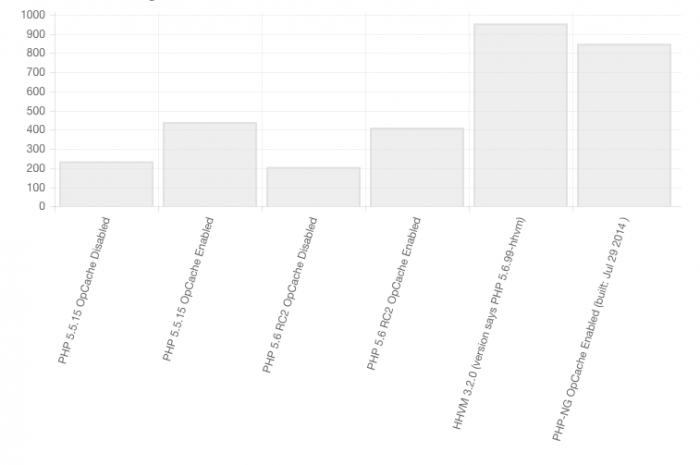 1000
900
800
700
600
500
400
300
200
100
0
PHP 5.5.15 OpCache Disabled
PHP 5.5.15 OpCache Enabled
PHP 5.6 RC2 OpCache Disabled
PHP 5.6 RC2 OpCache Enabled
HHVM 3.2.0 (version says PHP 5.6.99-hhvm)
PHP-NG OpCache Enabled (built: Jul 29 2014 )